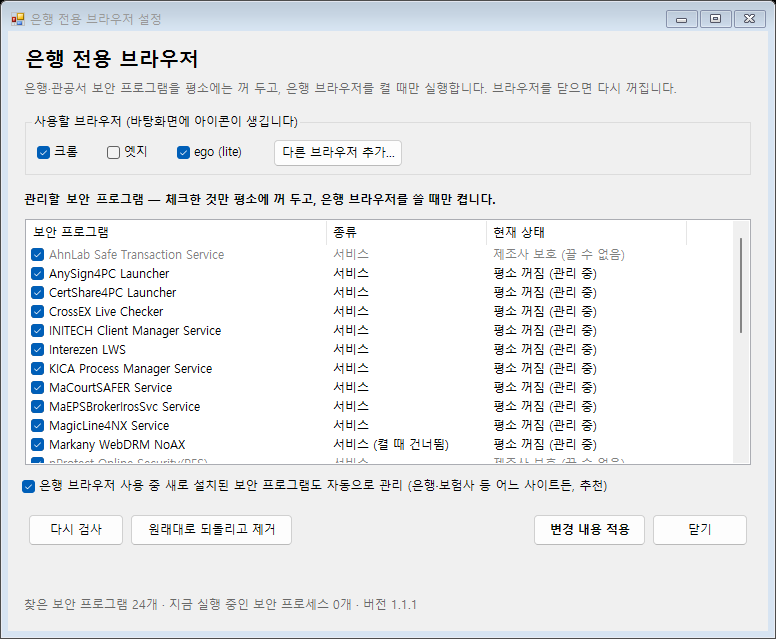 은행 전용 브라우저 설정
은행 전용 브라우저
은행·관공서 보안 프로그램을 평소에는 꺼 두고, 은행 브라우저를 켤 때만 실행합니다. 브라우저를 닫으면 다시 꺼집니다.
사용할 브라우저 (바탕화면에 아이콘이 생깁니다)
크롬 엣지 ego (lite) 다른 브라우저 추가...
관리할 보안 프로그램 — 체크한 것만 평소에 꺼 두고, 은행 브라우저를 쓸 때만 켭니다.
보안 프로그램 종류 현재 상태
AhnLab Safe Transaction Service 서비스 제조사 보호 (끌 수 없음)
AnySign4PC Launcher 서비스 평소 꺼짐 (관리 중)
CertShare4PC Launcher 서비스 평소 꺼짐 (관리 중)
CrossEX Live Checker 서비스 평소 꺼짐 (관리 중)
INITECH Client Manager Service 서비스 평소 꺼짐 (관리 중)
Interezen LWS 서비스 평소 꺼짐 (관리 중)
KICA Process Manager Service 서비스 평소 꺼짐 (관리 중)
MaCourtSAFER Service 서비스 평소 꺼짐 (관리 중)
MaEPSBrokerIrosSvc Service 서비스 평소 꺼짐 (관리 중)
MagicLine4NX Service 서비스 평소 꺼짐 (관리 중)
Markany WebDRM NoAX 서비스 (켤 때 건너뜀) 평소 꺼짐 (관리 중)
nProtect Online Security(PFS) 서비스 제조사 보호 (끌 수 없음)
은행 브라우저 사용 중 새로 설치된 보안 프로그램도 자동으로 관리 (은행·보험사 등 어느 사이트든, 추천)
다시 검사 원래대로 되돌리고 제거 변경 내용 적용 닫기
찾은 보안 프로그램 24개 · 지금 실행 중인 보안 프로세스 0개 · 버전 1.1.1